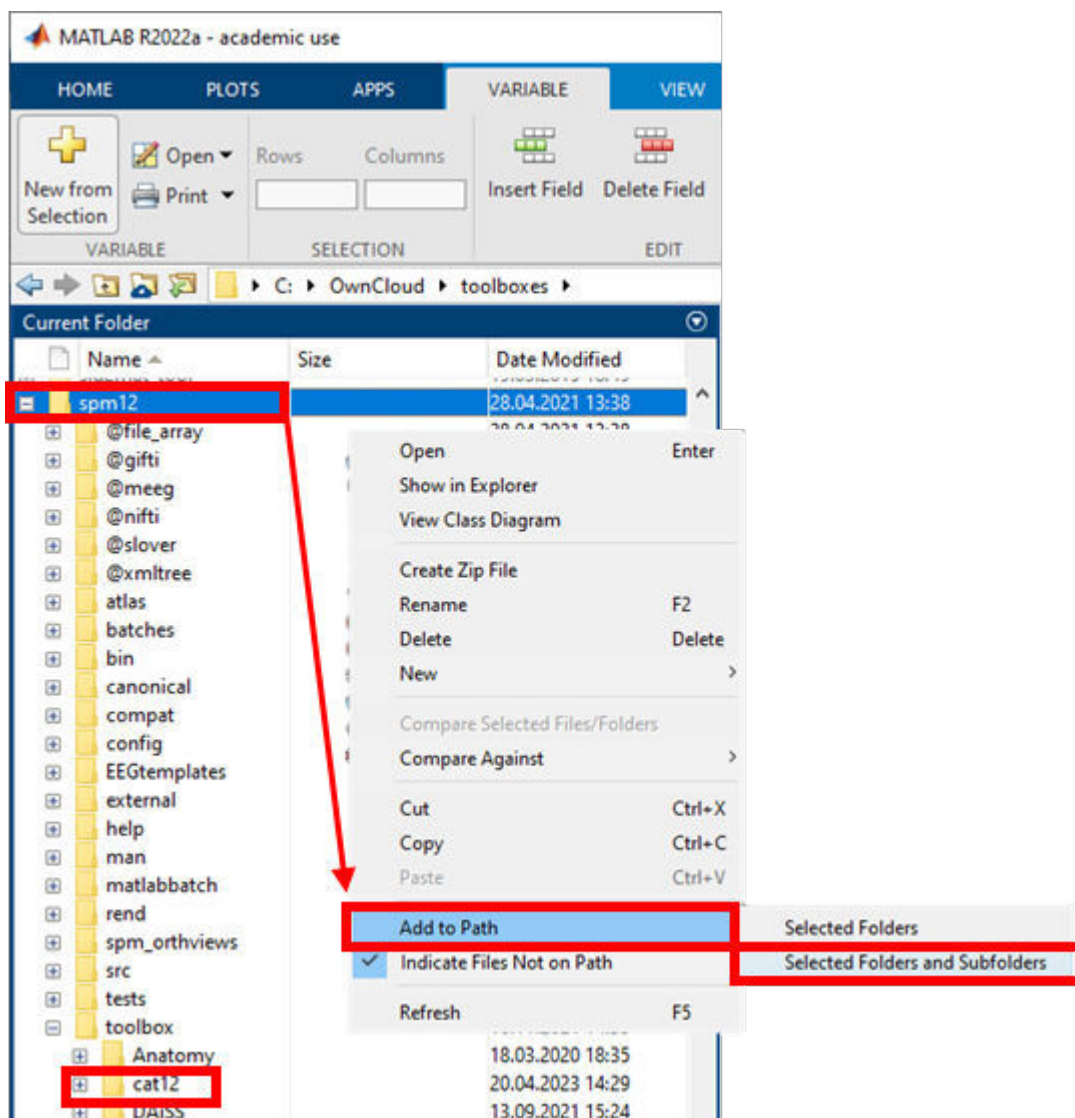 MATLAB R2022a - academic use
HOME PLOTS APPS VARIABLE VIEW
New from Selection
Open
Print
Rows Columns
Insert Field Delete Field
VARIABLE SELECTION EDIT
C: OwnCloud toolboxes
Current Folder
Name Size Date Modified
spm12 28.04.2021 13:38
@file_array
@gifti
@meeg
@nifti
@slover
@xmltree
atlas
batches
bin
canonical
compat
config
EEGtemplates
external
help
man
matlabbatch
rend
spm_orthviews
src
tests
toolbox
Anatomy 18.03.2020 18:35
cat12 20.04.2023 14:29
DAiSS 13.09.2021 15:24
Open Enter
Show in Explorer
View Class Diagram
Create Zip File
Rename F2
Delete Delete
New
Compare Selected Files/Folders
Compare Against
Cut Ctrl+X
Copy Ctrl+C
Paste Ctrl+V
Add to Path
Indicate Files Not on Path
Refresh F5
Selected Folders
Selected Folders and Subfolders